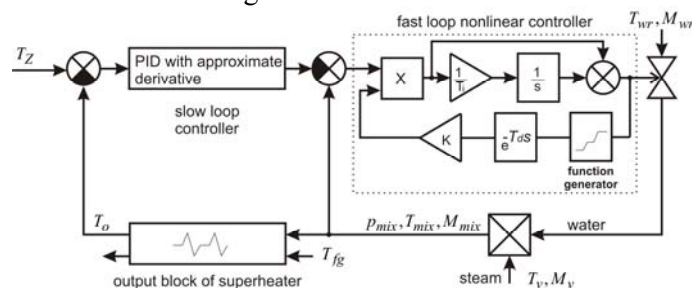 fast loop nonlinear controller
T_wr, M_wr
T_Z
PID with approximate
derivative
slow loop
controller
X
1/T_i
1/s
K
e^-T_ds
function
generator
T_o
p_mix, T_mix, M_mix
water
T_fg
output block of superheater
steam
T_v, M_v